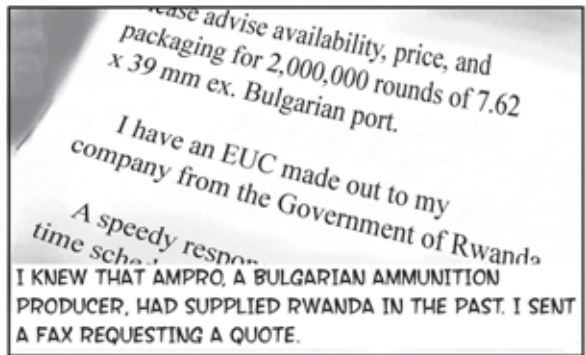 ease advise availability, price, and
packaging for 2,000,000 rounds of 7.62
x 39 mm ex. Bulgarian port.
I have an EUC made out to my
company from the Government of Rwanda
A speedy
time
I KNEW THAT AMPRO, A BULGARIAN AMMUNITION
PRODUCER, HAD SUPPLIED RWANDA IN THE PAST. I SENT
A FAX REQUESTING A QUOTE.